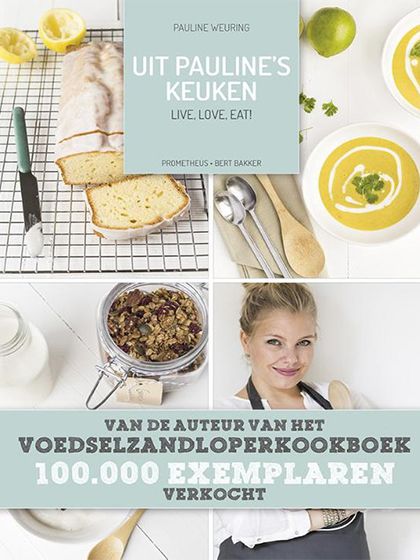 PAULINE WEURING
UIT PAULINE'S
KEUKEN
LIVE, LOVE, EAT!
PROMETHEUS • BERT BAKKER
VAN DE AUTEUR VAN HET
VOEDSELZANDLOPERKOOKBOEK
100.000 EXEMPLAREN
VERKOCHT